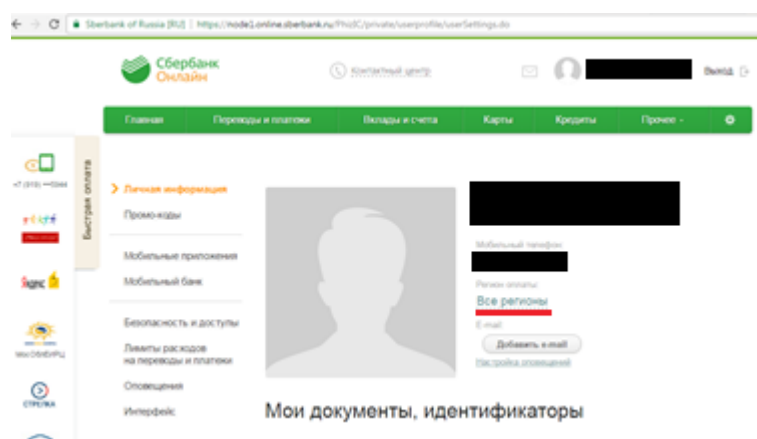 Sberbank of Russia [RU] https://node1.online.sberbank.ru/PhizIC/private/userprofile/userSettings.do
Сбербанк
Онлайн
Контактный центр
Выход
Главная
Переводы и платежи
Вклады и счета
Карты
Кредиты
Прочее
Быстрая оплата
Личная информация
Промо-коды
Мобильные приложения
Мобильный банк
Безопасность и доступы
Лимиты расходов
на переводы и платежи
Оповещения
Интерфейс
Мобильный телефон:
Регион оплаты:
Все регионы
E-mail
Добавить e-mail
Настройка оповещений
Яндекс
СТРЕЛКА
Мои документы, идентификаторы